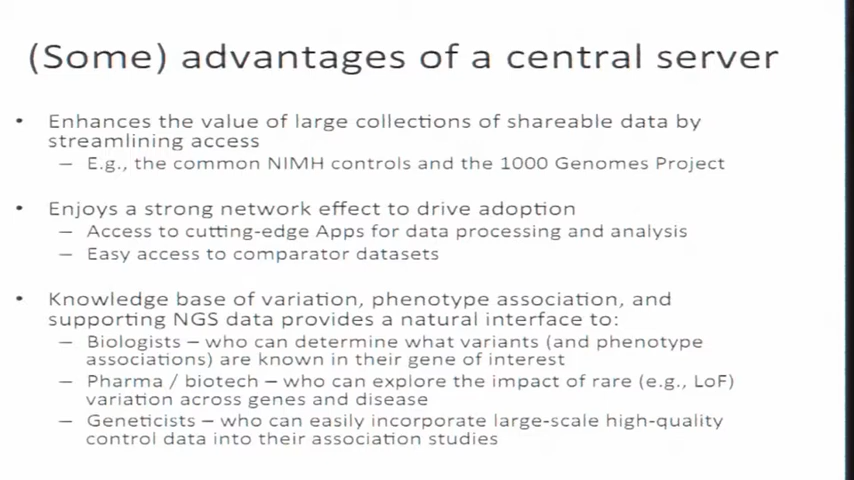 (Some) advantages of a central server
• Enhances the value of large collections of shareable data by
streamlining access
– E.g., the common NIMH controls and the 1000 Genomes Project
• Enjoys a strong network effect to drive adoption
– Access to cutting-edge Apps for data processing and analysis
– Easy access to comparator datasets
• Knowledge base of variation, phenotype association, and
supporting NGS data provides a natural interface to:
– Biologists – who can determine what variants (and phenotype
associations) are known in their gene of interest
– Pharma / biotech – who can explore the impact of rare (e.g., LoF)
variation across genes and disease
– Geneticists – who can easily incorporate large-scale high-quality
control data into their association studies